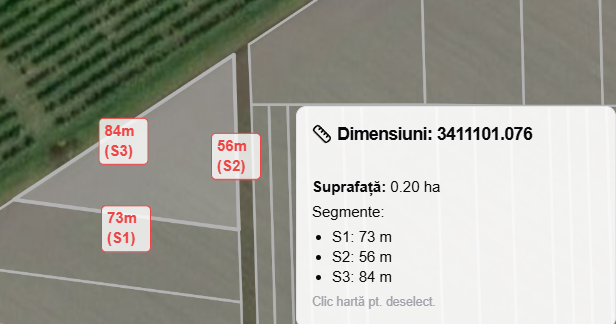 84m
(S3)
56m
(S2)
73m
(S1)
Dimensiuni: 3411101.076
Suprafață: 0.20 ha
Segmente:
• S1: 73 m
• S2: 56 m
• S3: 84 m
Clic hartă pt. deselect.